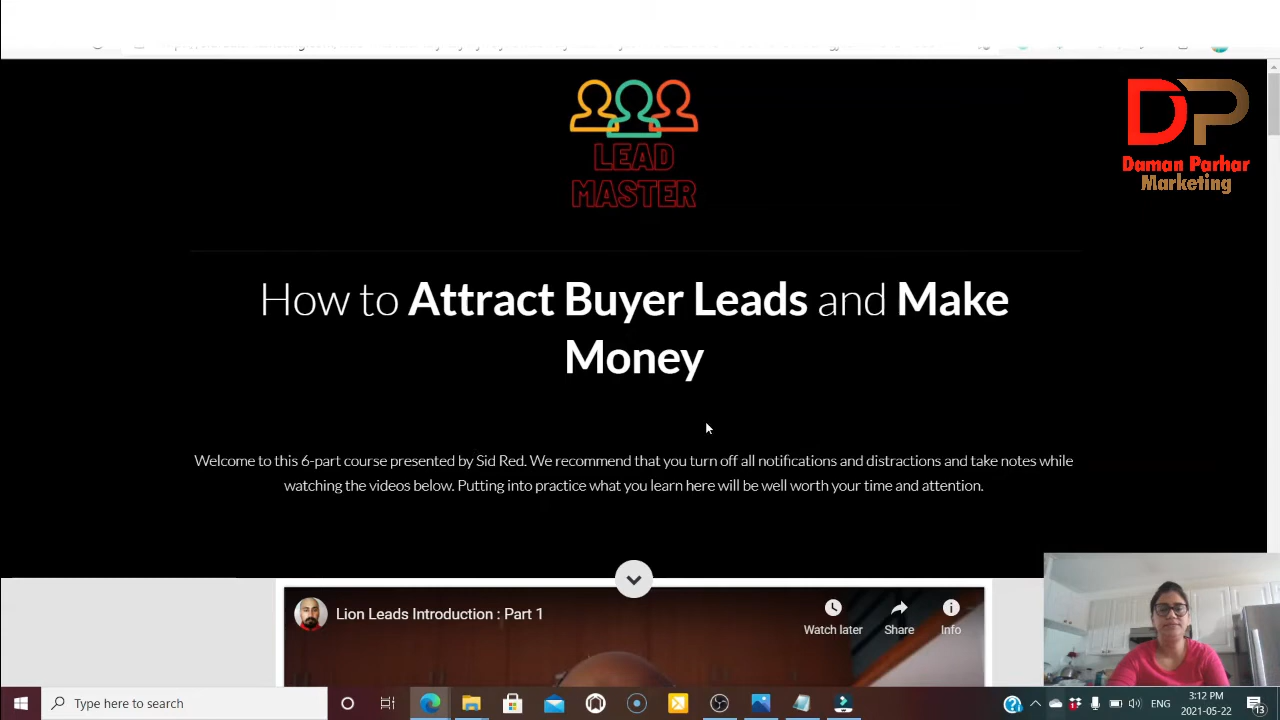 LEAD
MASTER
DP
Daman Parhar
Marketing
How to Attract Buyer Leads and Make
Money
Welcome to this 6-part course presented by Sid Red. We recommend that you turn off all notifications and distractions and take notes while
watching the videos below. Putting into practice what you learn here will be well worth your time and attention.
Lion Leads Introduction : Part 1
Watch later
Share
Info
Type here to search
ENG
3:12 PM
2021-05-22
13